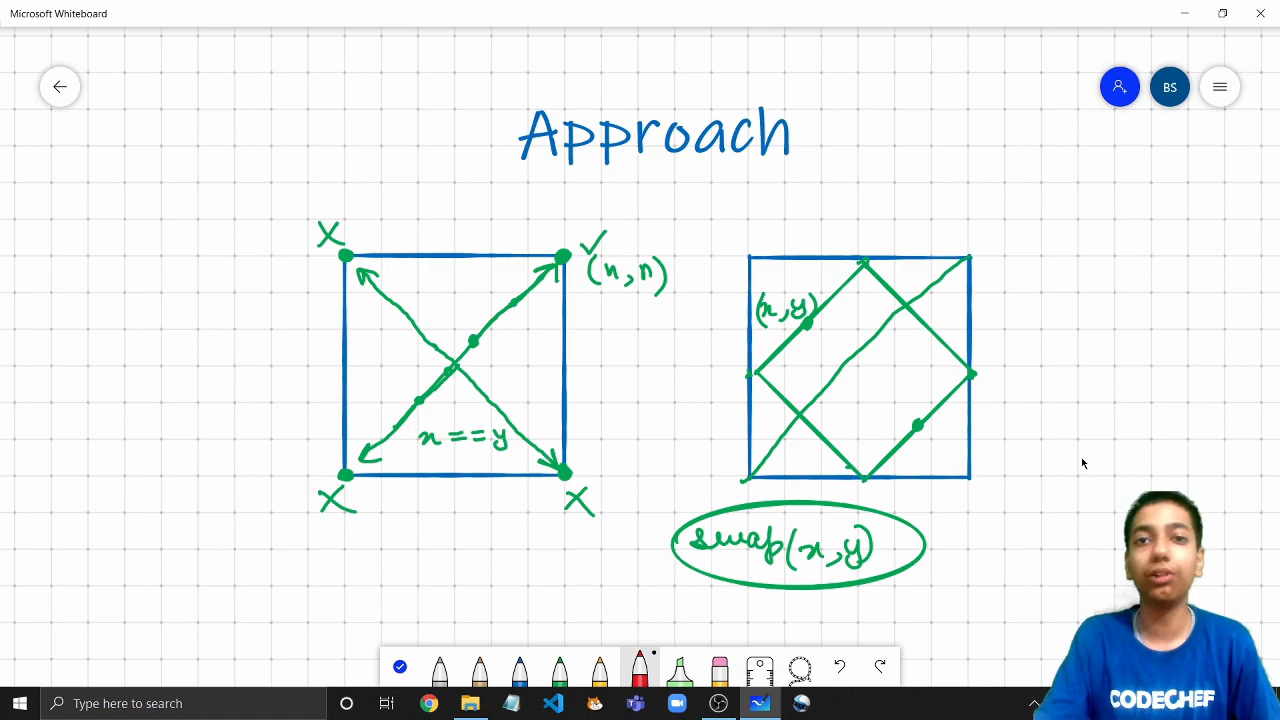 Microsoft Whiteboard
BS
Approach
X
✓
(n,n)
(x,y)
x==y
X
X
swap(x,y)
CODECHEF
Type here to search